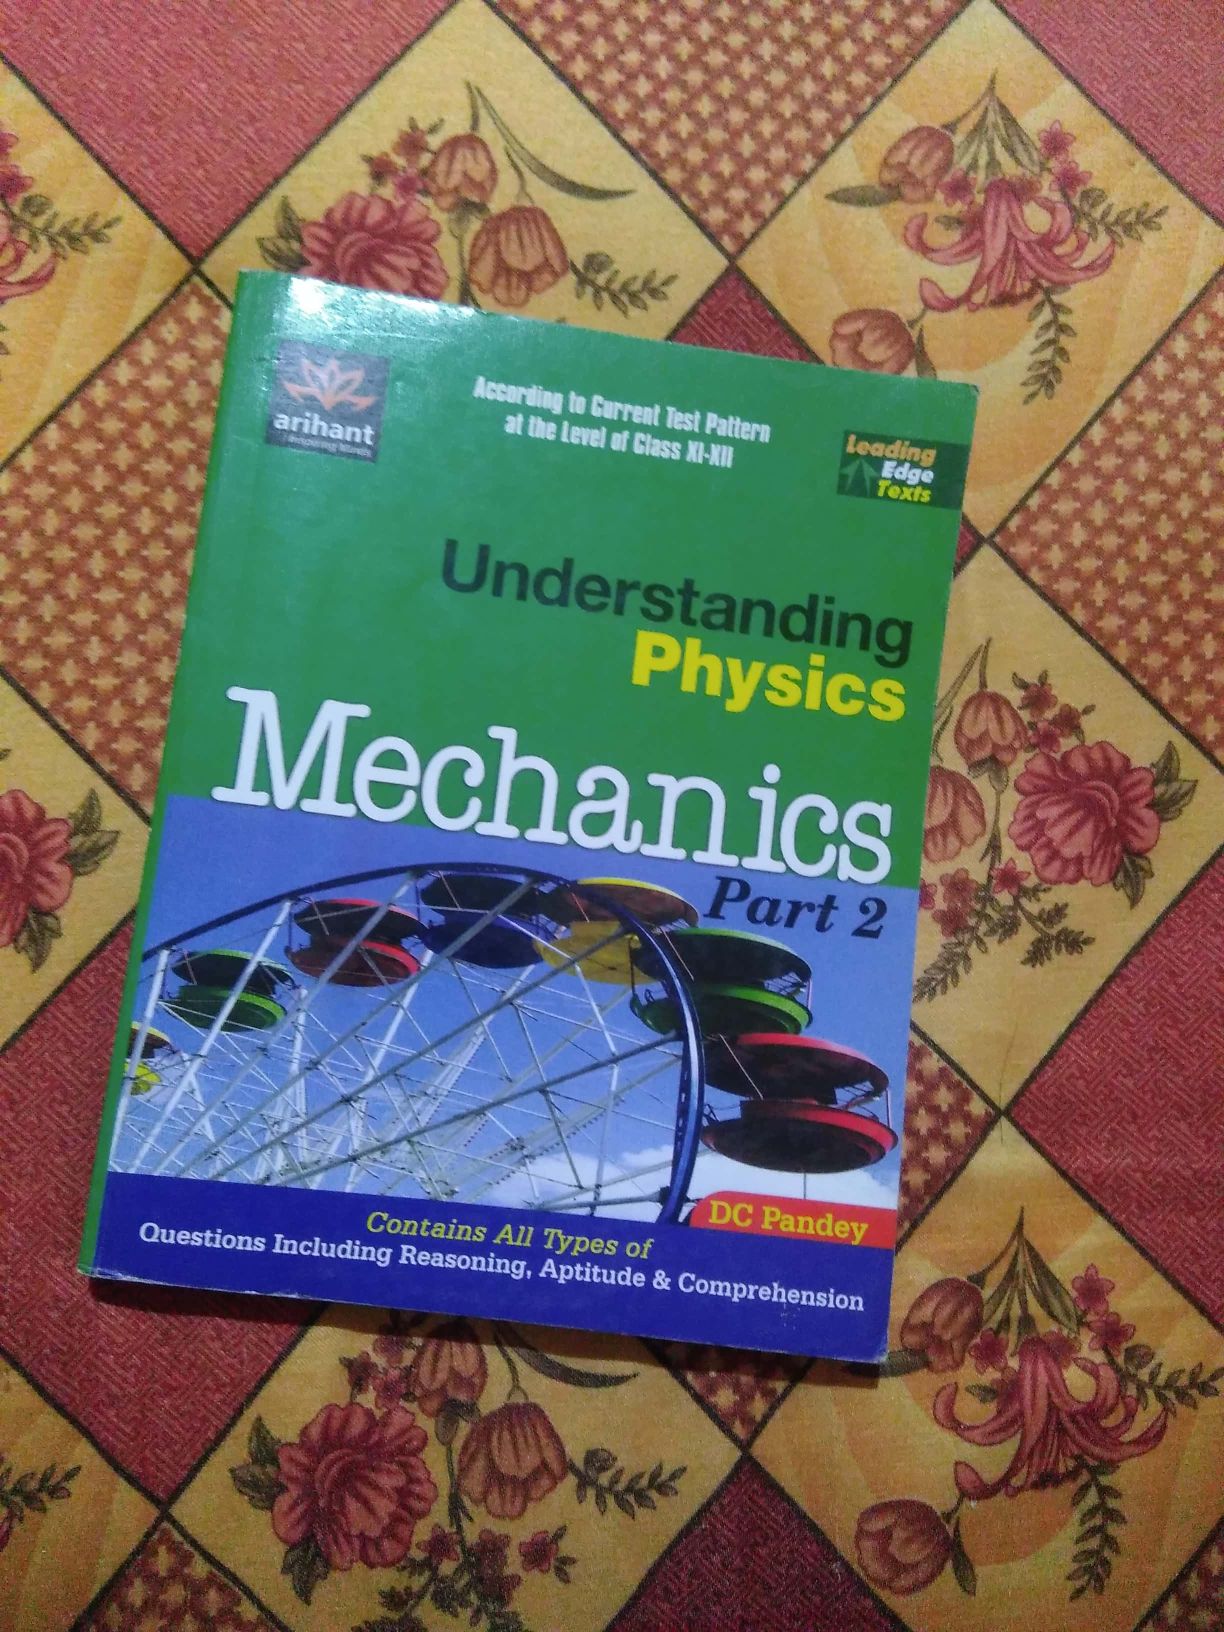 arihant
According to Current Test Pattern
at the Level of Class XI-XII
Leading
Edge
Texts
Understanding
Physics
Mechanics
Part 2
DC Pandey
Contains All Types of
Questions Including Reasoning, Aptitude & Comprehension